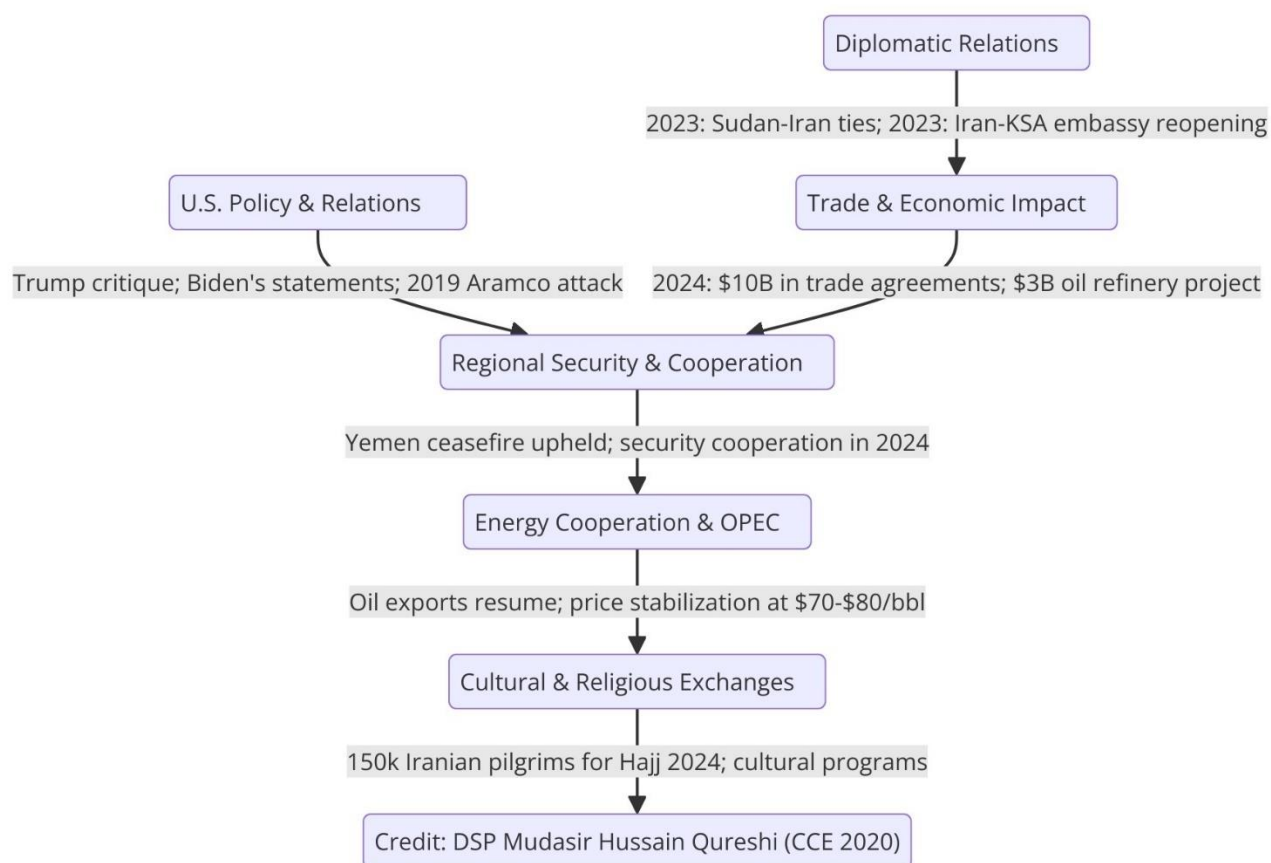 Diplomatic Relations
2023: Sudan-Iran ties; 2023: Iran-KSA embassy reopening
U.S. Policy & Relations
Trade & Economic Impact
Trump critique; Biden's statements; 2019 Aramco attack
2024: $10B in trade agreements; $3B oil refinery project
Regional Security & Cooperation
Yemen ceasefire upheld; security cooperation in 2024
Energy Cooperation & OPEC
Oil exports resume; price stabilization at $70-$80/bbl
Cultural & Religious Exchanges
150k Iranian pilgrims for Hajj 2024; cultural programs
Credit: DSP Mudasir Hussain Qureshi (CCE 2020)